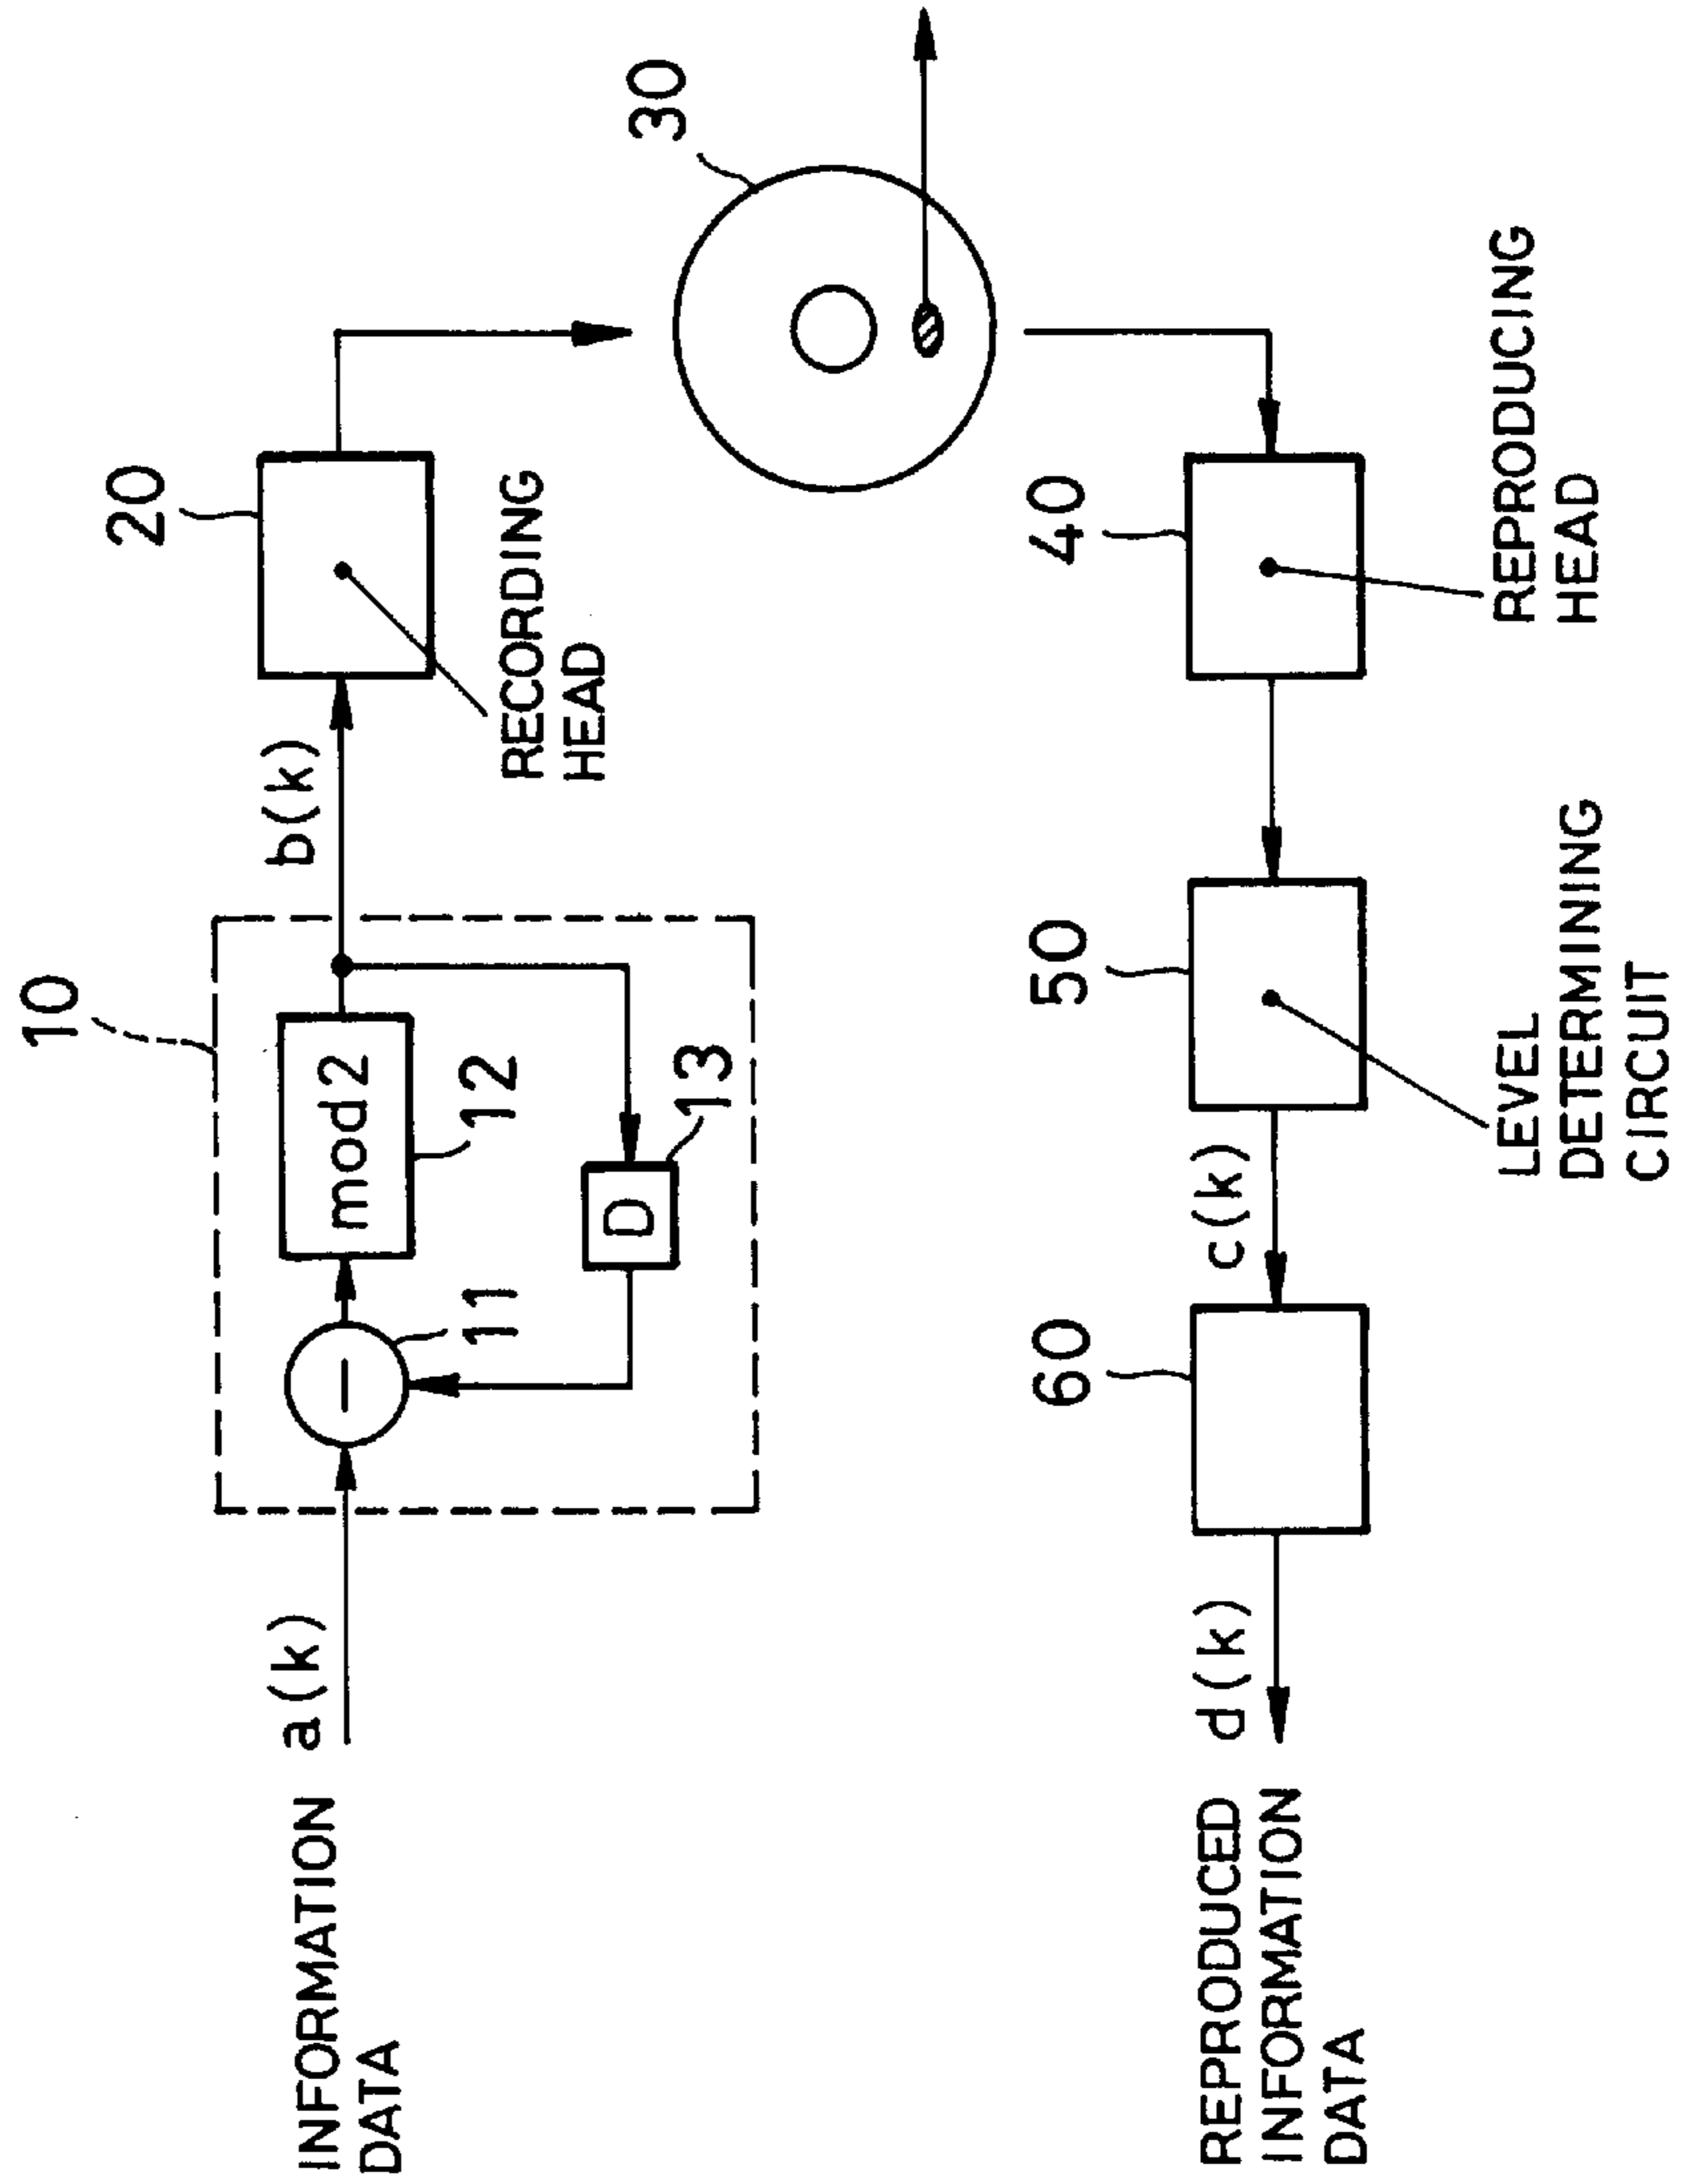 10
20
30
INFORMATION
DATA
a(k)
mod2
b(k)
11
12
D
13
RECORDING
HEAD
60
50
40
REPRODUCED
INFORMATION
DATA
d(k)
c(k)
LEVEL
DETERMINING
CIRCUIT
REPRODUCING
HEAD